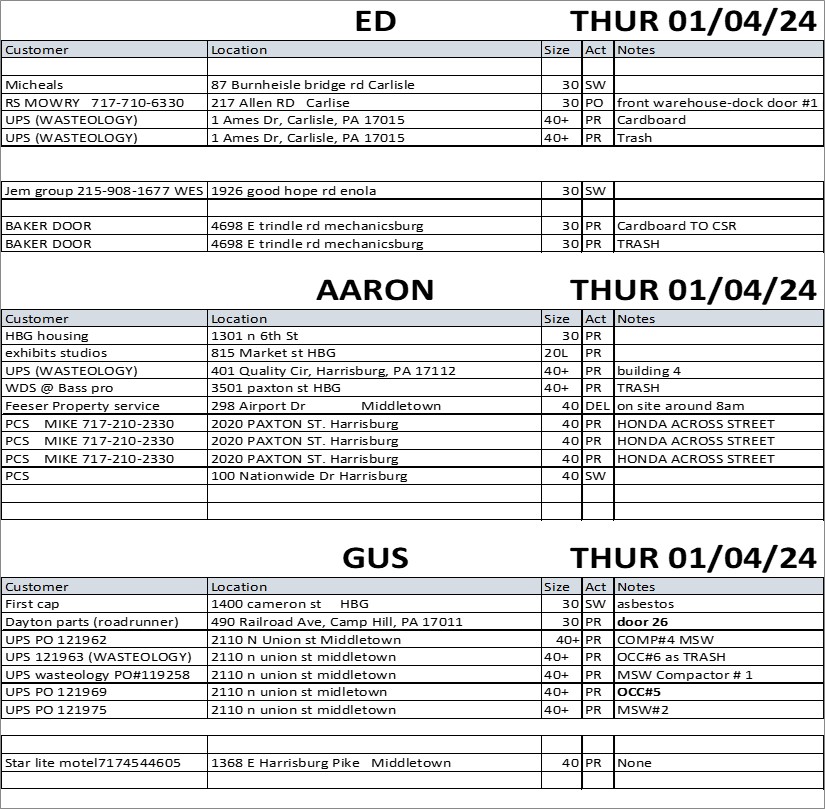 ED THUR 01/04/24
Customer Location Size Act Notes
Micheals 87 Burnheisle bridge rd Carlisle 30 SW
RS MOWRY 717-710-6330 217 Allen RD Carlise 30 PO front warehouse-dock door #1
UPS (WASTEOLOGY) 1 Ames Dr, Carlisle, PA 17015 40+ PR Cardboard
UPS (WASTEOLOGY) 1 Ames Dr, Carlisle, PA 17015 40+ PR Trash
Jem group 215-908-1677 WES 1926 good hope rd enola 30 SW
BAKER DOOR 4698 E trindle rd mechanicsburg 30 PR Cardboard TO CSR
BAKER DOOR 4698 E trindle rd mechanicsburg 30 PR TRASH
AARON THUR 01/04/24
Customer Location Size Act Notes
HBG housing 1301 n 6th St 30 PR
exhibits studios 815 Market st HBG 20L PR
UPS (WASTEOLOGY) 401 Quality Cir, Harrisburg, PA 17112 40+ PR building 4
WDS @ Bass pro 3501 paxton st HBG 40+ PR TRASH
Feeser Property service 298 Airport Dr Middletown 40 DEL on site around 8am
PCS MIKE 717-210-2330 2020 PAXTON ST. Harrisburg 40 PR HONDA ACROSS STREET
PCS MIKE 717-210-2330 2020 PAXTON ST. Harrisburg 40 PR HONDA ACROSS STREET
PCS MIKE 717-210-2330 2020 PAXTON ST. Harrisburg 40 PR HONDA ACROSS STREET
PCS 100 Nationwide Dr Harrisburg 40 SW
GUS THUR 01/04/24
Customer Location Size Act Notes
First cap 1400 cameron st HBG 30 SW asbestos
Dayton parts (roadrunner) 490 Railroad Ave, Camp Hill, PA 17011 30 PR door 26
UPS PO 121962 2110 N Union st Middletown 40+ PR COMP#4 MSW
UPS 121963 (WASTEOLOGY) 2110 n union st middletown 40+ PR OCC#6 as TRASH
UPS wasteology PO#119258 2110 n union st middletown 40+ PR MSW Compactor # 1
UPS PO 121969 2110 n union st middletown 40+ PR OCC#5
UPS PO 121975 2110 n union st middletown 40+ PR MSW#2
Star lite motel7174544605 1368 E Harrisburg Pike Middletown 40 PR None